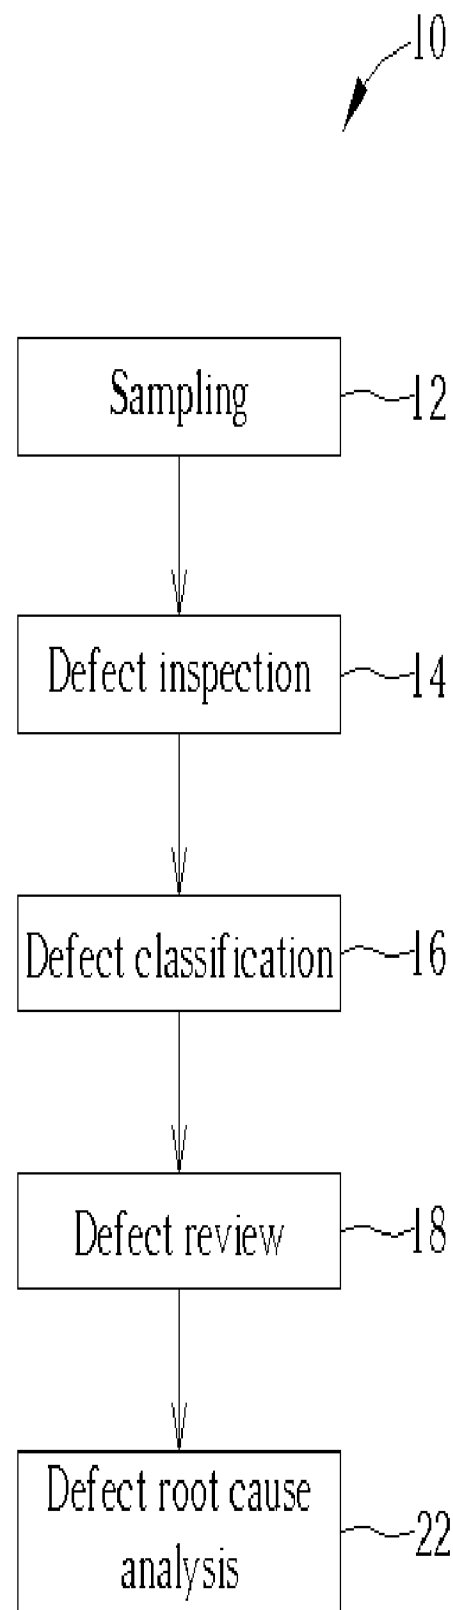 10
Sampling
12
Defect inspection
14
Defect classification
16
Defect review
18
Defect root cause
analysis
22